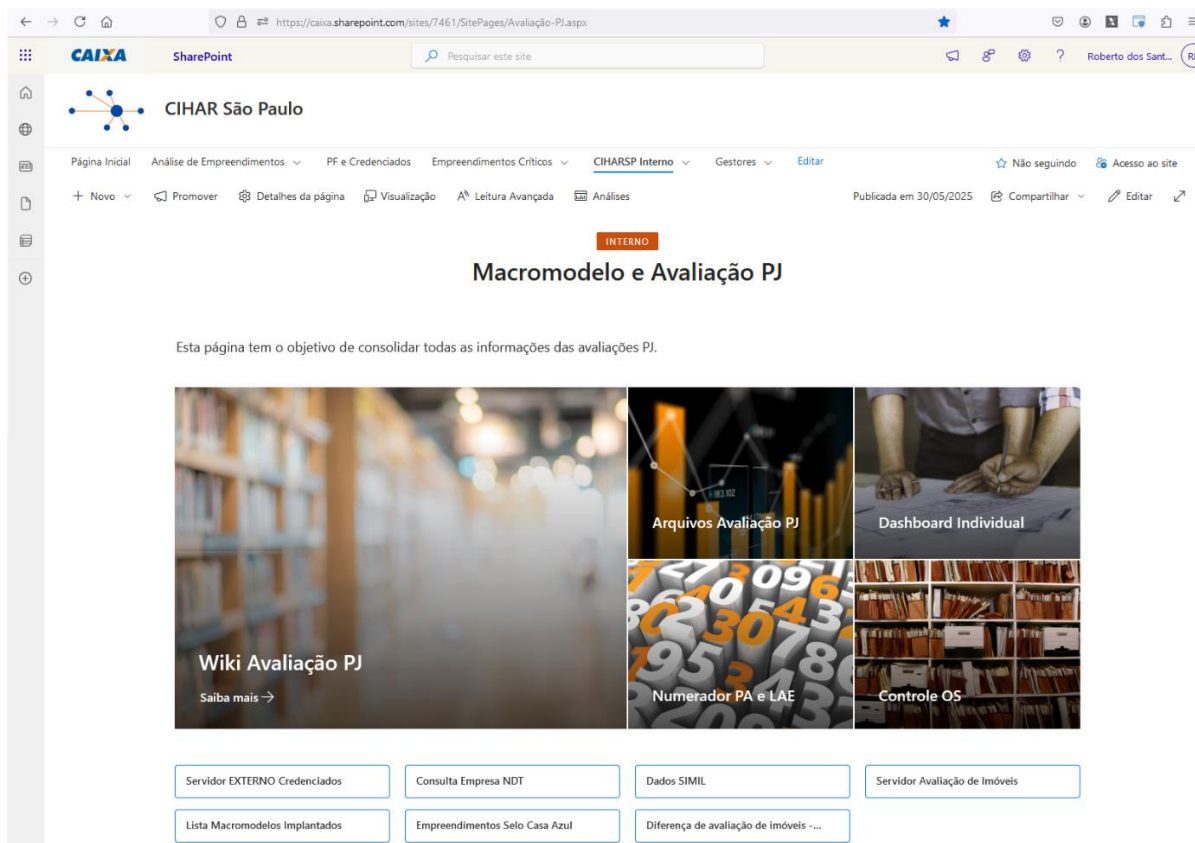 https://caixa.sharepoint.com/sites/7461/SitePages/Avaliação-PJ.aspx
CAIXA SharePoint Pesquisar este site ? Roberto dos Sant...
CIHAR São Paulo
Página Inicial Análise de Empreendimentos PF e Credenciados Empreendimentos Críticos CIHARSP Interno Gestores Editar Não seguindo Acesso ao site
+ Novo Promover Detalhes da página Visualização Leitura Avançada Análises Publicada em 30/05/2025 Compartilhar Editar
INTERNO
Macromodelo e Avaliação PJ
Esta página tem o objetivo de consolidar todas as informações das avaliações PJ.
Wiki Avaliação PJ
Saiba mais →
Arquivos Avaliação PJ
Dashboard Individual
Numerador PA e LAE
Controle OS
Servidor EXTERNO Credenciados Consulta Empresa NDT Dados SIMIL Servidor Avaliação de Imóveis
Lista Macromodelos Implantados Empreendimentos Selo Casa Azul Diferença de avaliação de imóveis -...